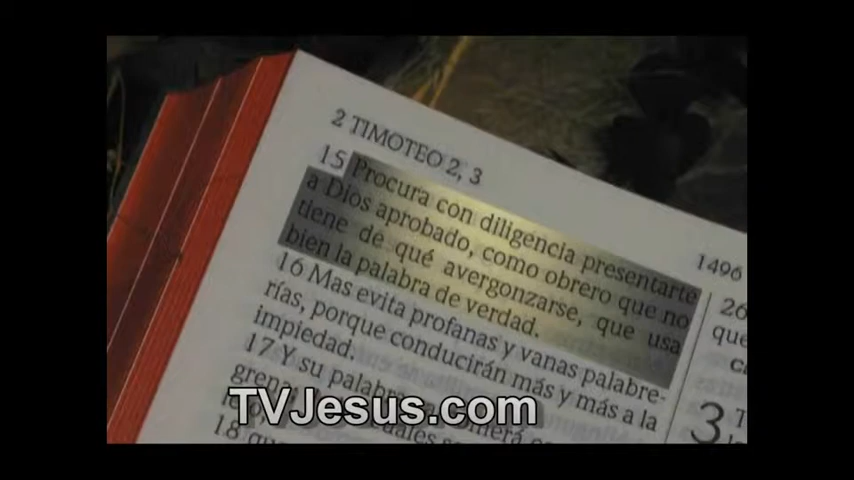 2 TIMOTEO 2, 3
1496
15 Procura con diligencia presentarte
a Dios aprobado, como obrero que no
tiene de qué avergonzarse, que usa
bien la palabra de verdad.
16 Mas evita profanas y vanas palabre-
rías, porque conducirán más y más a la
impiedad.
17 Y su palabra
18
26
3
TVJesus.com